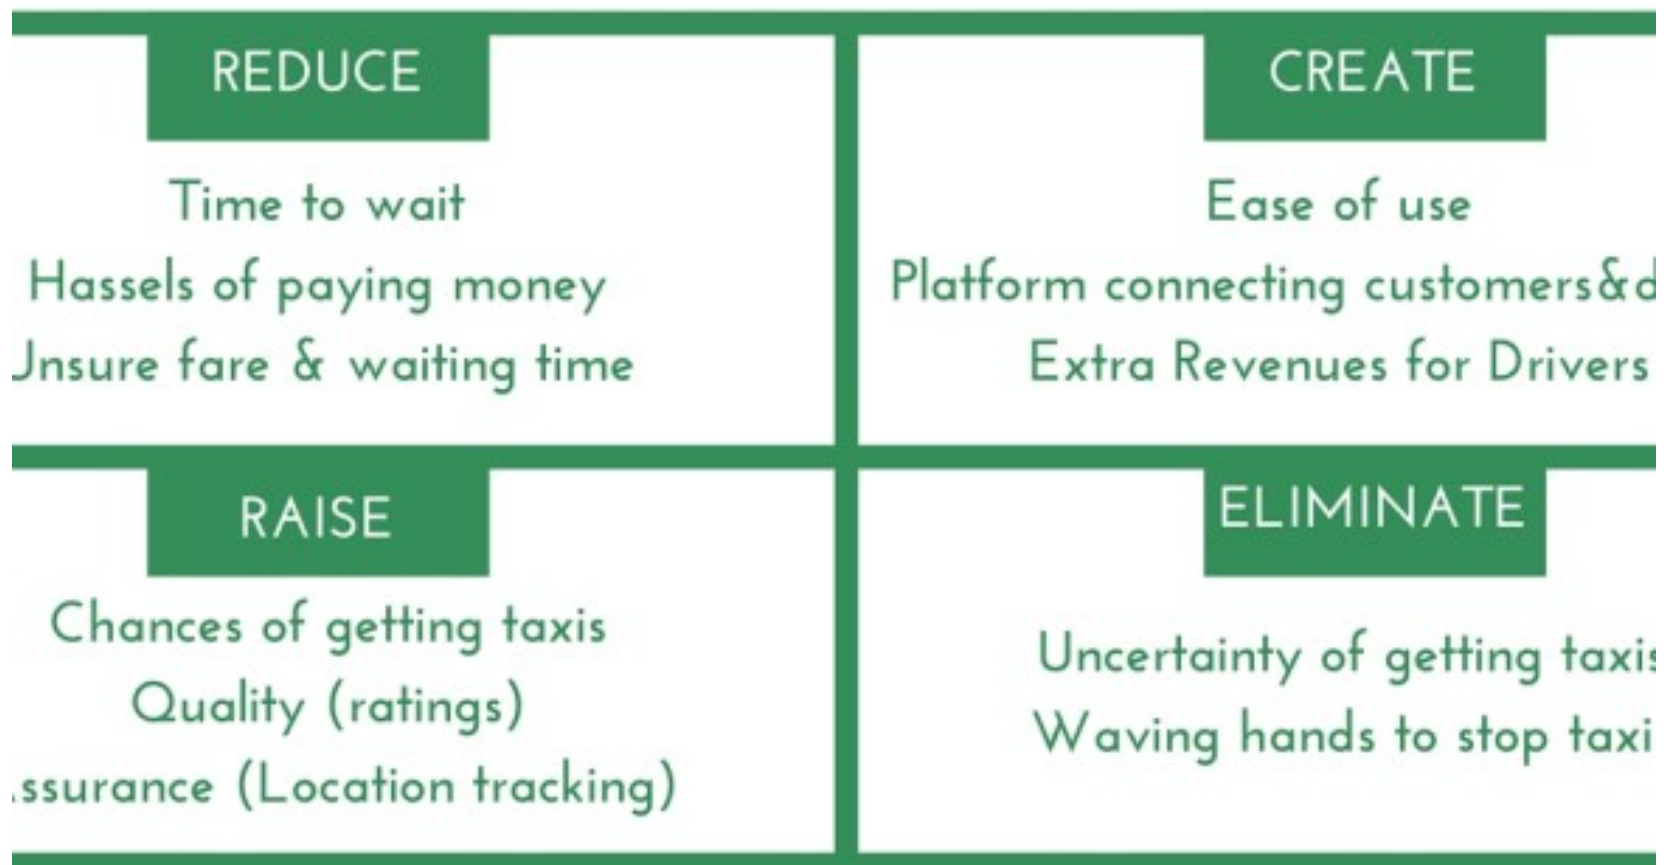 REDUCE
Time to wait
Hassels of paying money
Unsure fare & waiting time
CREATE
Ease of use
Platform connecting customers&d
Extra Revenues for Drivers
RAISE
Chances of getting taxis
Quality (ratings)
ssurance (Location tracking)
ELIMINATE
Uncertainty of getting taxis
Waving hands to stop taxi